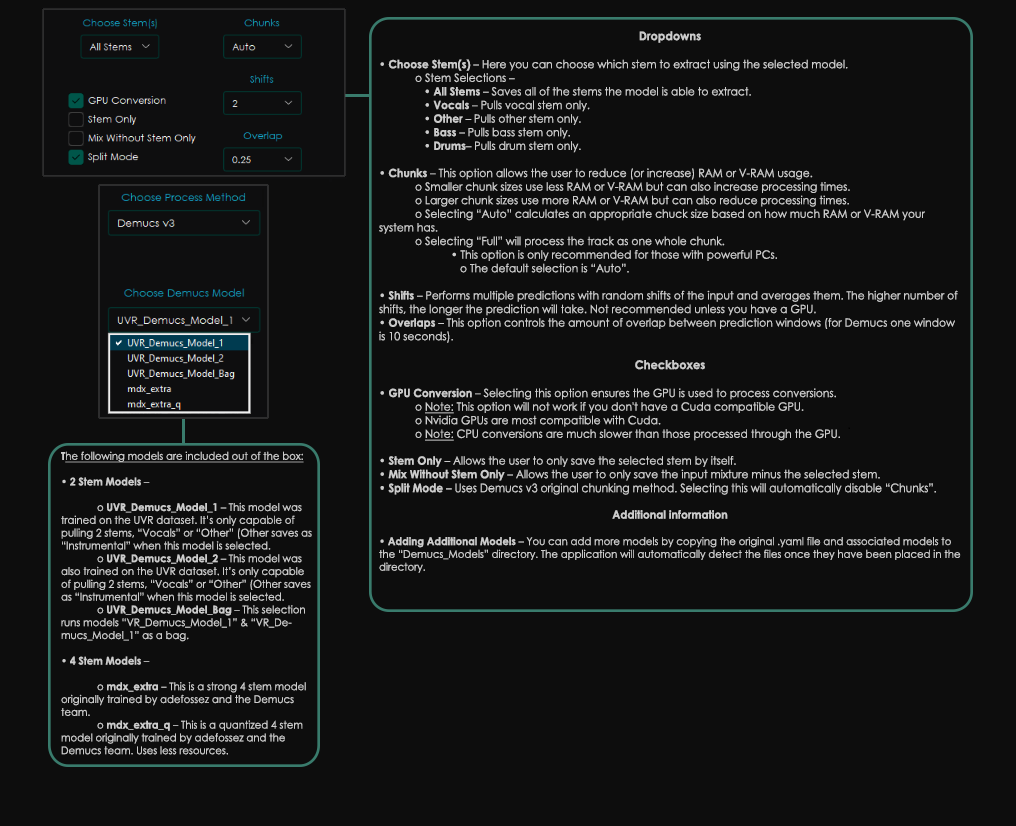 Choose Stem(s)
Chunks
All Stems
Auto
Shifts
GPU Conversion
2
Stem Only
Mix Without Stem Only
Overlap
Split Mode
0.25
Choose Process Method
Demucs v3
Choose Demucs Model
UVR_Demucs_Model_1
✓ UVR_Demucs_Model_1
UVR_Demucs_Model_2
UVR_Demucs_Model_Bag
mdx_extra
mdx_extra_q
The following models are included out of the box:
• 2 Stem Models –
o UVR_Demucs_Model_1 – This model was
trained on the UVR dataset. It's only capable of
pulling 2 stems, “Vocals” or “Other” (Other saves as
“Instrumental” when this model is selected.
o UVR_Demucs_Model_2 – This model was
also trained on the UVR dataset. It’s only capable
of pulling 2 stems, “Vocals” or “Other” (Other saves
as “Instrumental” when this model is selected.
o UVR_Demucs_Model_Bag – This selection
runs models “VR_Demucs_Model_1” & “VR_De-
mucs_Model_1” as a bag.
• 4 Stem Models –
o mdx_extra – This is a strong 4 stem model
originally trained by adefossez and the Demucs
team.
o mdx_extra_q – This is a quantized 4 stem
model originally trained by adefossez and the
Demucs team. Uses less resources.
Dropdowns
• Choose Stem(s) – Here you can choose which stem to extract using the selected model.
o Stem Selections –
• All Stems – Saves all of the stems the model is able to extract.
• Vocals – Pulls vocal stem only.
• Other – Pulls other stem only.
• Bass – Pulls bass stem only.
• Drums– Pulls drum stem only.
• Chunks – This option allows the user to reduce (or increase) RAM or V-RAM usage.
o Smaller chunk sizes use less RAM or V-RAM but can also increase processing times.
o Larger chunk sizes use more RAM or V-RAM but can also reduce processing times.
o Selecting “Auto” calculates an appropriate chuck size based on how much RAM or V-RAM your
system has.
o Selecting “Full” will process the track as one whole chunk.
• This option is only recommended for those with powerful PCs.
o The default selection is “Auto”.
• Shifts – Performs multiple predictions with random shifts of the input and averages them. The higher number of
shifts, the longer the prediction will take. Not recommended unless you have a GPU.
• Overlaps – This option controls the amount of overlap between prediction windows (for Demucs one window
is 10 seconds).
Checkboxes
• GPU Conversion – Selecting this option ensures the GPU is used to process conversions.
o Note: This option will not work if you don't have a Cuda compatible GPU.
o Nvidia GPUs are most compatible with Cuda.
o Note: CPU conversions are much slower than those processed through the GPU.
• Stem Only – Allows the user to only save the selected stem by itself.
• Mix Without Stem Only – Allows the user to only save the input mixture minus the selected stem.
• Split Mode – Uses Demucs v3 original chunking method. Selecting this will automatically disable “Chunks”.
Additional information
• Adding Additional Models – You can add more models by copying the original .yaml file and associated models to
the “Demucs_Models” directory. The application will automatically detect the files once they have been placed in the
directory.